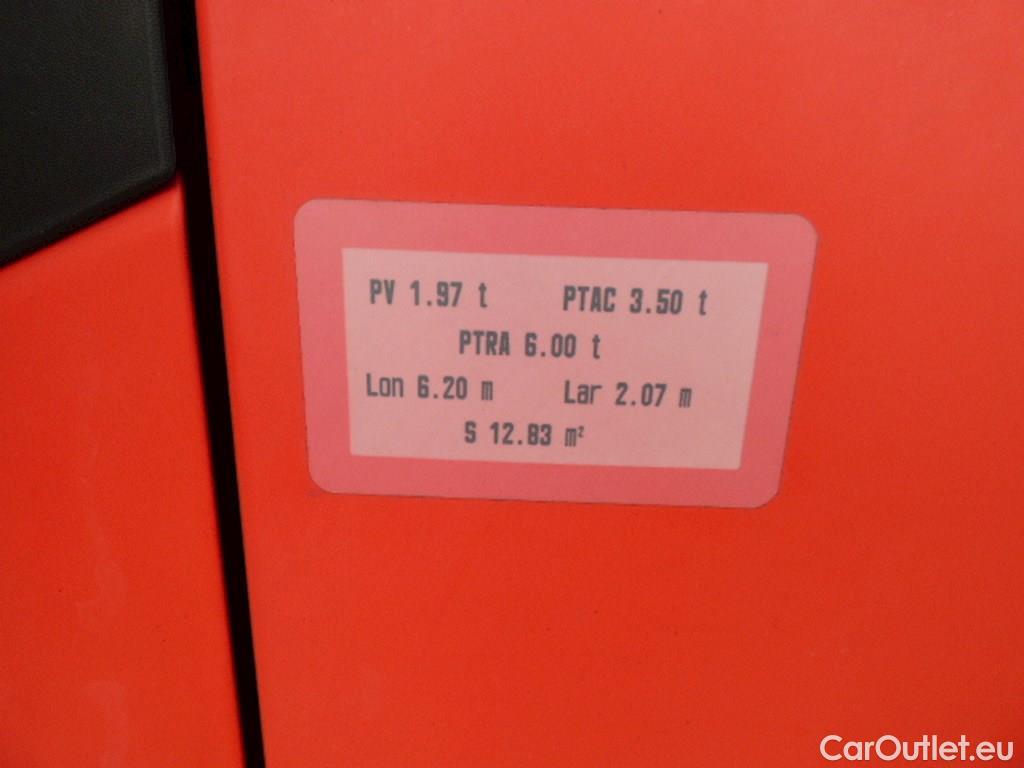 PV 1.97 t PTAC 3.50 t
PTRA 6.00 t
Lon 6.20 m Lar 2.07 m
S 12.83 m²
CarOutlet.eu